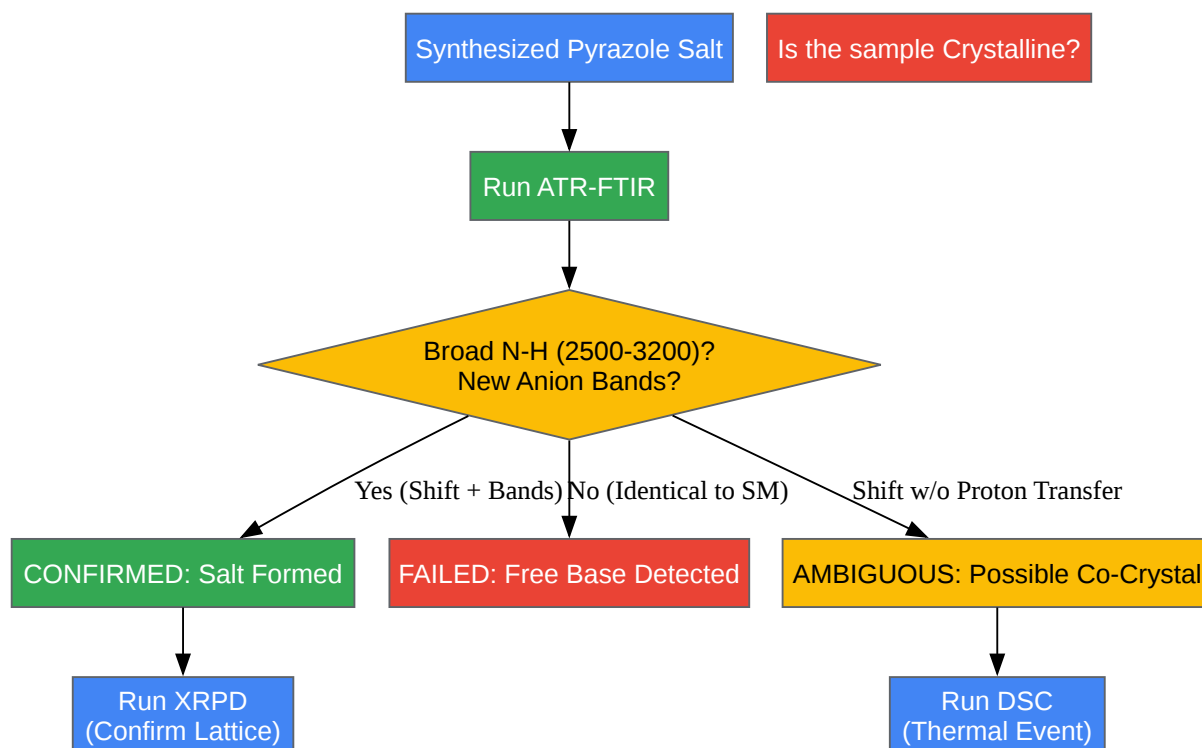 Synthesized Pyrazole Salt
Is the sample Crystalline?
Run ATR-FTIR
Broad N-H (2500-3200)?
New Anion Bands?
Yes (Shift + Bands)
No (Identical to SM)
Shift w/o Proton Transfer
CONFIRMED: Salt Formed
FAILED: Free Base Detected
AMBIGUOUS: Possible Co-Crystal
Run XRPD
(Confirm Lattice)
Run DSC
(Thermal Event)